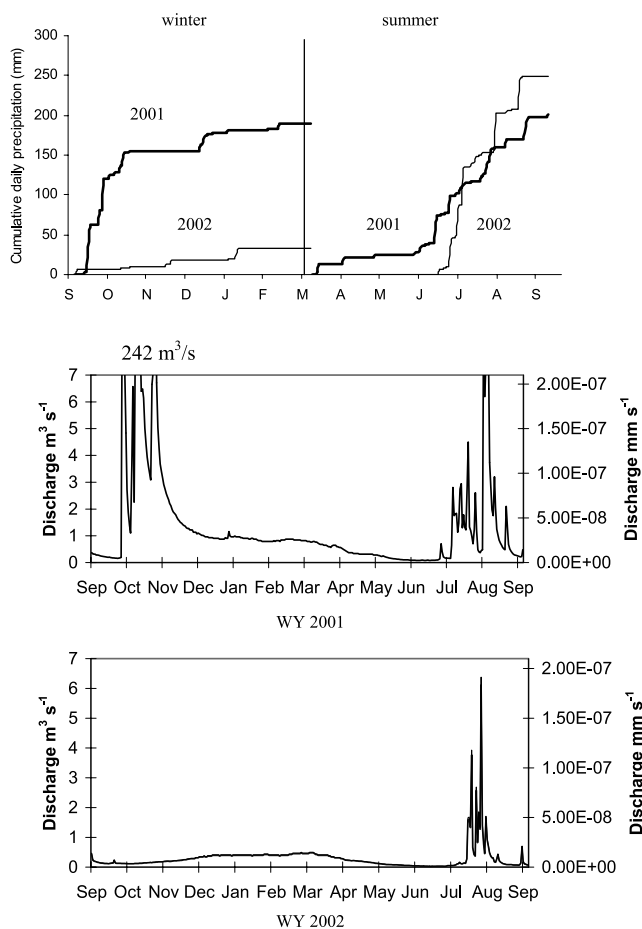 winter summer
Cumulative daily precipitation (mm)
300
250
200
150
100
50
0
2001
2002
2001
2002
S O N D J F M A M J J A S
242 m³/s
Discharge m³ s⁻¹
7
6
5
4
3
2
1
0
2.00E-07
1.50E-07
1.00E-07
5.00E-08
0.00E+00
Discharge mm s⁻¹
Sep Oct Nov Dec Jan Feb Mar Apr May Jun Jul Aug Sep
WY 2001
Discharge m³ s⁻¹
7
6
5
4
3
2
1
0
2.00E-07
1.50E-07
1.00E-07
5.00E-08
0.00E+00
Discharge mm s⁻¹
Sep Oct Nov Dec Jan Feb Mar Apr May Jun Jul Aug Sep
WY 2002